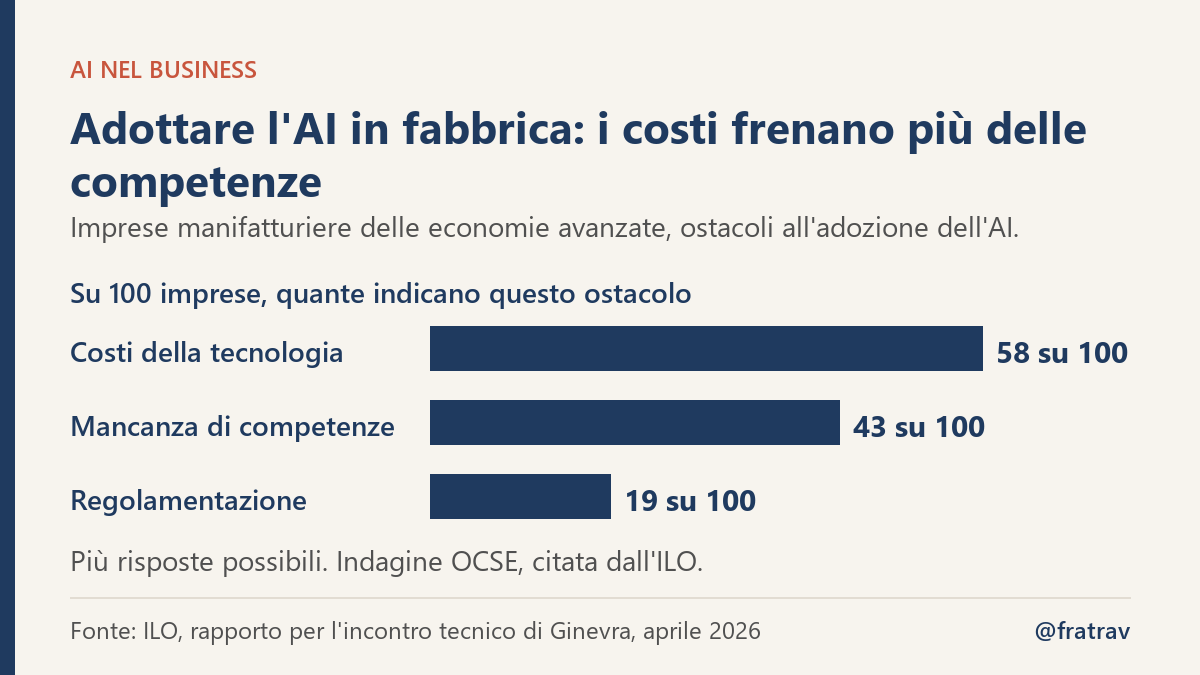 AI NEL BUSINESS
Adottare l'AI in fabbrica: i costi frenano più delle
competenze
Imprese manifatturiere delle economie avanzate, ostacoli all'adozione dell'AI.
Su 100 imprese, quante indicano questo ostacolo
Costi della tecnologia 58 su 100
Mancanza di competenze 43 su 100
Regolamentazione 19 su 100
Più risposte possibili. Indagine OCSE, citata dall'ILO.
Fonte: ILO, rapporto per l'incontro tecnico di Ginevra, aprile 2026 @fratrav